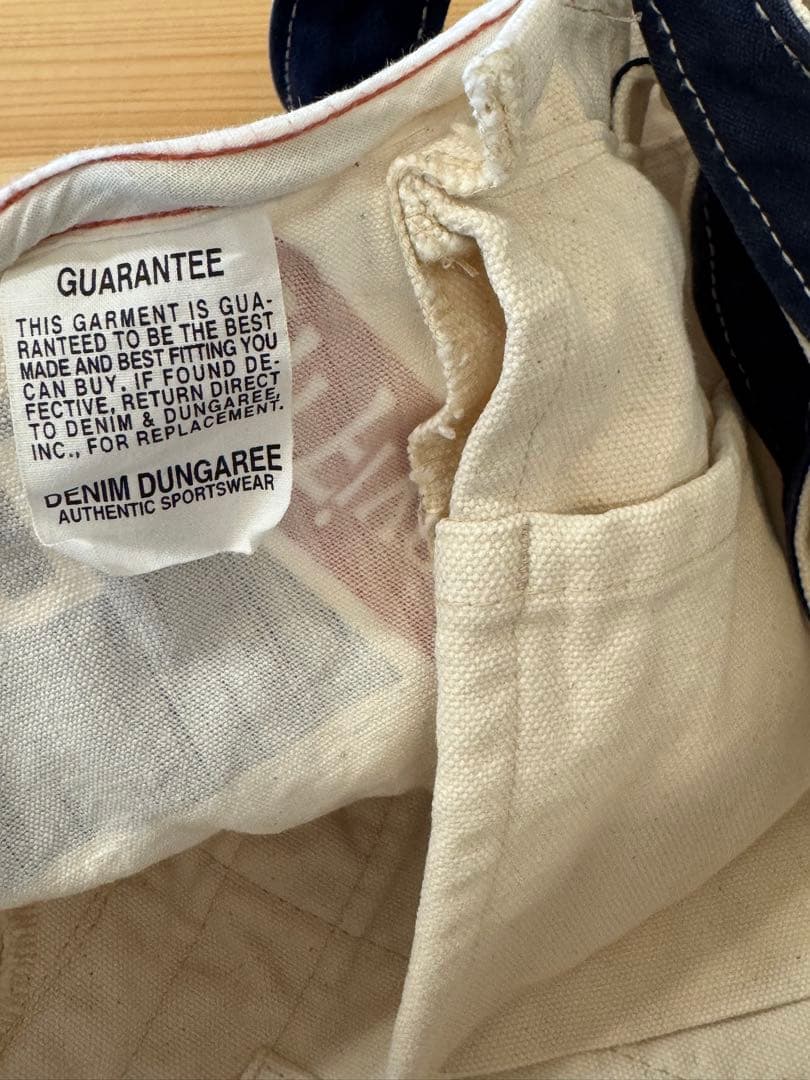 GUARANTEE
THIS GARMENT IS GUA-
RANTEED TO BE THE BEST
MADE AND BEST FITTING YOU
CAN BUY. IF FOUND DE-
FECTIVE, RETURN DIRECT
TO DENIM & DUNGAREE,
INC., FOR REPLACEMENT.
DENIM DUNGAREE
AUTHENTIC SPORTSWEAR